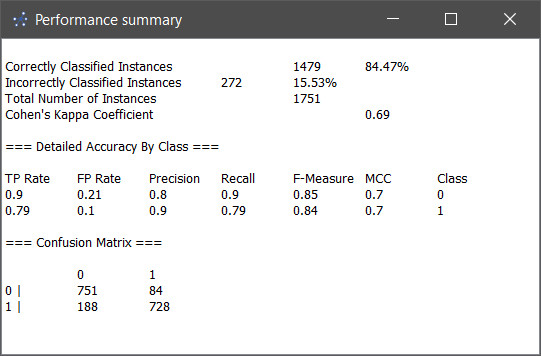 Performance summary
Correctly Classified Instances 1479 84.47%
Incorrectly Classified Instances 272 15.53%
Total Number of Instances 1751
Cohen's Kappa Coefficient 0.69
=== Detailed Accuracy By Class ===
TP Rate FP Rate Precision Recall F-Measure MCC Class
0.9 0.21 0.8 0.9 0.85 0.7 0
0.79 0.1 0.9 0.79 0.84 0.7 1
=== Confusion Matrix ===
0 1
0 | 751 84
1 | 188 728